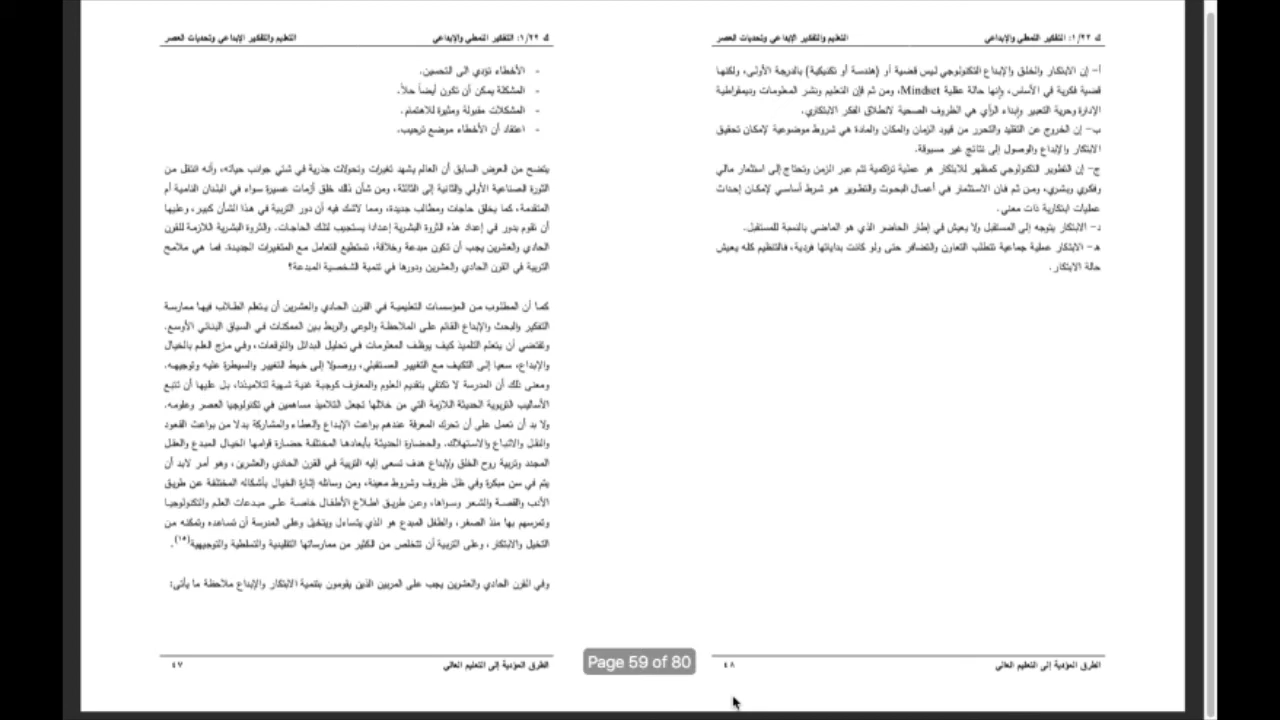 ك ١/٢٢: التفكير النمطي والإبداعي التعليم والتفكير الإبداعي وتحديات العصر
- الأخطاء تؤدي الى التحسين.
- المشكلة يمكن أن تكون أيضاً حلاً.
- المشكلات مقبولة ومثيرة للاهتمام.
- اعتقاد أن الأخطاء موضع ترحيب.
يتضح من العرض السابق أن العالم يشهد تغيرات وتحولات جذرية في شتي جوانب حياته، وأنه انتقل من
الثورة الصناعية الأولي والثانية إلى الثالثة، ومن شأن ذلك خلق أزمات عسيرة سواء في البلدان النامية أم
المتقدمة، كما يخلق حاجات ومطالب جديدة، ومما لاشك فيه أن دور التربية في هذا الشأن كبير، وعليها
أن تقوم بدور في إعداد هذه الثروة البشرية إعدادا يستجيب لتلك الحاجات. والثروة البشرية اللازمة للقرن
الحادي والعشرين يجب أن تكون مبدعة وخلاقة، تستطيع التعامل مع المتغيرات الجديدة. فما هي ملامح
التربية في القرن الحادي والعشرين ودورها في تنمية الشخصية المبدعة؟
كما أن المطلوب من المؤسسات التعليمية في القرن الحادي والعشرين أن يتعلم الطلاب فيها ممارسة
التفكير والبحث والإبداع القائم على الملاحظة والوعي والربط بين الممكنات في السياق البنائي الأوسع.
وتقتضي أن يتعلم التلميذ كيف يوظف المعلومات في تحليل البدائل والتوقعات، وفي مزج العلم بالخيال
والإبداع، سعيا إلى التكيف مع التغيير المستقبلي، ووصولا إلى خيط التغيير والسيطرة عليه وتوجيهه.
ومعنى ذلك أن المدرسة لا تكتفي بتقديم العلوم والمعارف كوجبة غنية شهية لتلاميذنا، بل عليها أن تتبع
الأساليب التربوية الحديثة اللازمة التي من خلالها تجعل التلاميذ مساهمين في تكنولوجيا العصر وعلومه.
ولا بد أن تعمل على أن تحرك المعرفة عندهم بواعث الإبداع والعطاء والمشاركة بدلا من بواعث القعود
والنقل والاتباع والاستهلاك. والحضارة الحديثة بأبعادها المختلفة حضارة قوامها الخيال المبدع والعقل
المجدد وتربية روح الخلق والإبداع هدف تسعى إليه التربية في القرن الحادي والعشرين، وهو أمر لابد أن
يتم في سن مبكرة وفي ظل ظروف وشروط معينة، ومن وسائله إثارة الخيال بأشكاله المختلفة عن طريق
الأدب والقصة والشعر وسواها، وعن طريق اطلاع الأطفال خاصة على مبدعات العلم والتكنولوجيا
وتمرسهم بها منذ الصغر، والطفل المبدع هو الذي يتساءل ويتخيل وعلى المدرسة أن تساعده وتمكنه من
التخيل والابتكار، وعلى التربية أن تتخلص من الكثير من ممارساتها التقليدية والتسلطية والتوجيهية(١٥).
وفي القرن الحادي والعشرين يجب على المربين الذين يقومون بتنمية الابتكار والإبداع ملاحظة ما يأتى:
الطرق المؤدية إلى التعليم العالي ٤٧
ك ١/٢٢: التفكير النمطي والإبداعي التعليم والتفكير الإبداعي وتحديات العصر
أ- إن الابتكار والخلق والإبداع التكنولوجي ليس قضية أر (هندسة أو تكنيكية) بالدرجة الأولى، ولكنها
قضية فكرية في الأساس، وإنها حالة عقلية Mindset، ومن ثم فإن التعليم ونشر المعلومات وديمقراطية
الإدارة وحرية التعبير وإبداء الرأي هي الظروف الصحية لانطلاق الفكر الابتكاري.
ب- إن الخروج عن التقليد والتحرر من قيود الزمان والمكان والمادة هي شروط موضوعية لإمكان تحقيق
الابتكار والإبداع والوصول إلى نتائج غير مسبوقة.
ج- إن التطوير التكنولوجي كمظهر للابتكار هو عملية تراكمية تتم عبر الزمن وتحتاج إلى استثمار مالي
وفكري وبشري، ومن ثم فان الاستثمار في أعمال البحوث والتطوير هو شرط أساسي لإمكان إحداث
عمليات ابتكارية ذات معني.
د- الابتكار يتوجه إلى المستقبل ولا يعيش في إطار الحاضر الذي هو الماضي بالنسبة للمستقبل.
ه- الابتكار عملية جماعية تتطلب التعاون والتضافر حتى ولو كانت بداياتها فردية، فالتنظيم كله يعيش
حالة الابتكار.
الطرق المؤدية إلى التعليم العالي ٤٨
Page 59 of 80